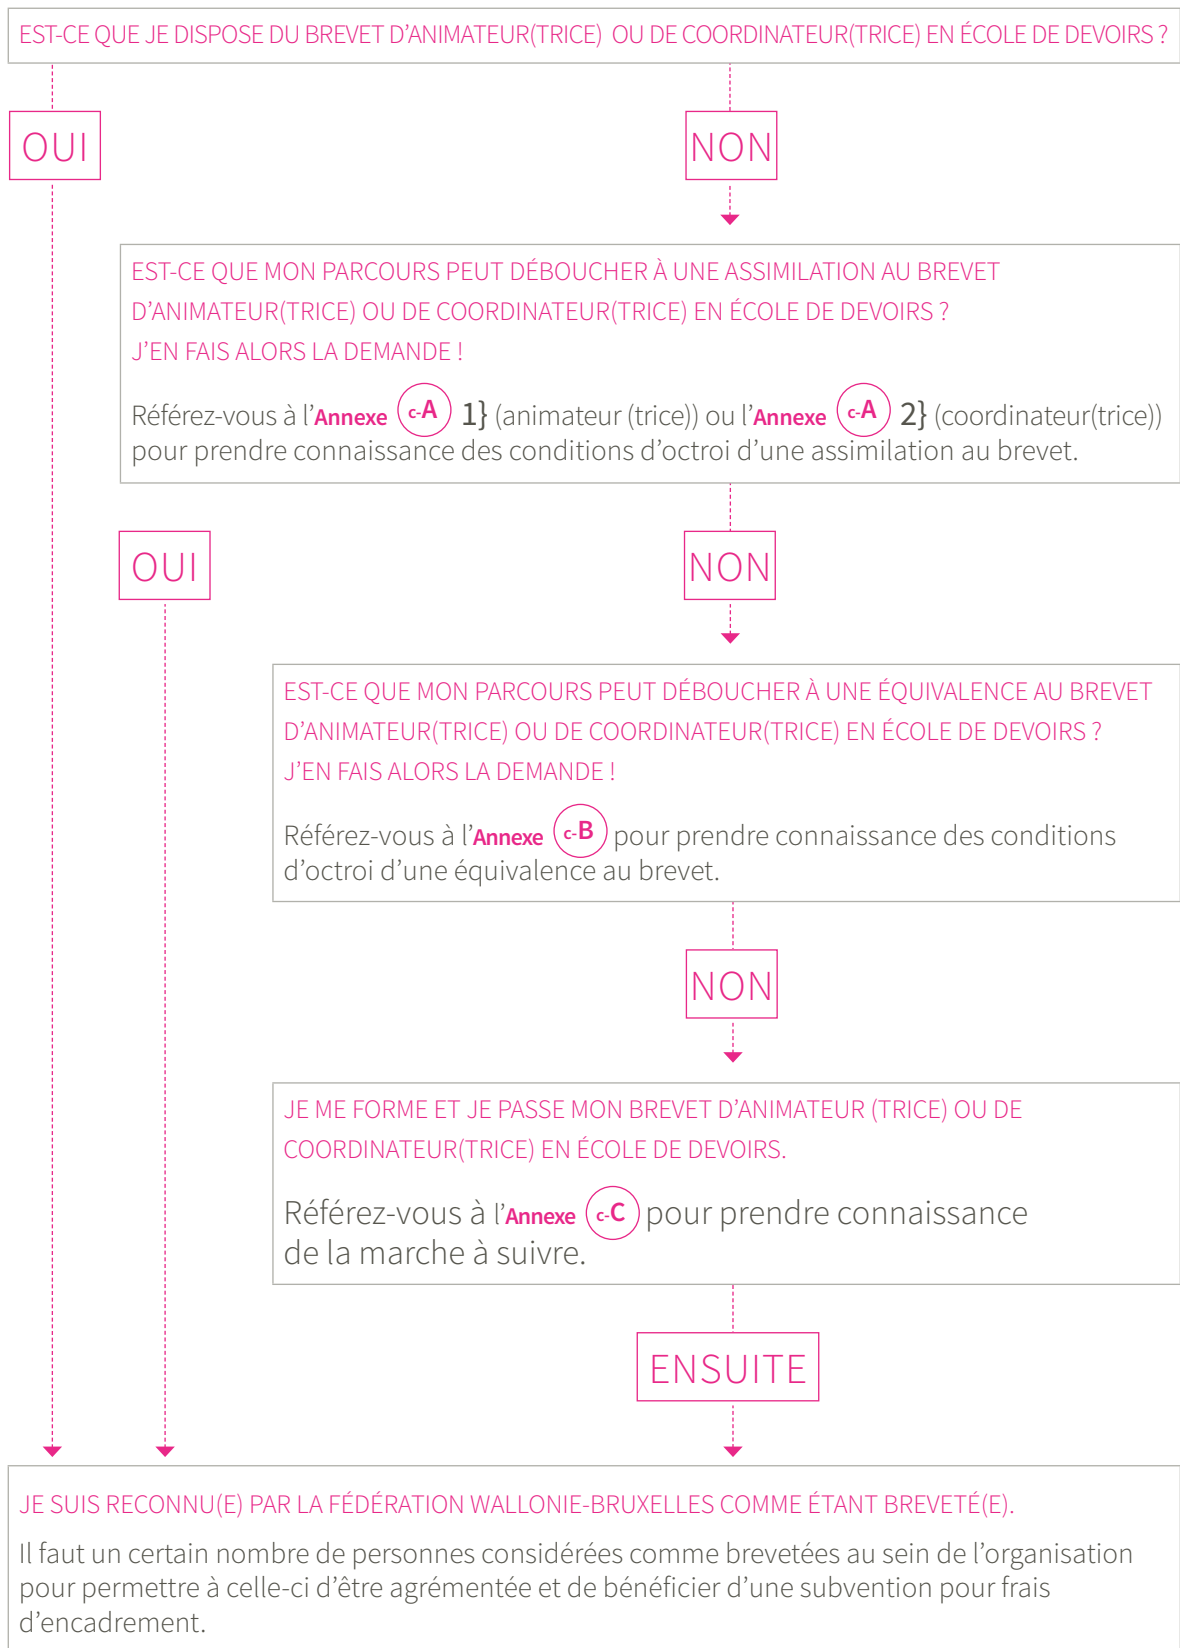 EST-CE QUE JE DISPOSE DU BREVET D’ANIMATEUR(TRICE) OU DE COORDINATEUR(TRICE) EN ÉCOLE DE DEVOIRS ?
OUI
NON
EST-CE QUE MON PARCOURS PEUT DÉBOUCHER À UNE ASSIMILATION AU BREVET
D’ANIMATEUR(TRICE) OU DE COORDINATEUR(TRICE) EN ÉCOLE DE DEVOIRS ?
J’EN FAIS ALORS LA DEMANDE !
Référez-vous à l’Annexe c-A 1} (animateur (trice)) ou l’Annexe c-A 2} (coordinateur(trice))
pour prendre connaissance des conditions d’octroi d’une assimilation au brevet.
OUI
NON
EST-CE QUE MON PARCOURS PEUT DÉBOUCHER À UNE ÉQUIVALENCE AU BREVET
D’ANIMATEUR(TRICE) OU DE COORDINATEUR(TRICE) EN ÉCOLE DE DEVOIRS ?
J’EN FAIS ALORS LA DEMANDE !
Référez-vous à l’Annexe c-B pour prendre connaissance des conditions
d’octroi d’une équivalence au brevet.
NON
JE ME FORME ET JE PASSE MON BREVET D’ANIMATEUR (TRICE) OU DE
COORDINATEUR(TRICE) EN ÉCOLE DE DEVOIRS.
Référez-vous à l’Annexe c-C pour prendre connaissance
de la marche à suivre.
ENSUITE
JE SUIS RECONNU(E) PAR LA FÉDÉRATION WALLONIE-BRUXELLES COMME ÉTANT BREVETÉ(E).
Il faut un certain nombre de personnes considérées comme brevetées au sein de l’organisation
pour permettre à celle-ci d’être agrémentée et de bénéficier d’une subvention pour frais
d’encadrement.